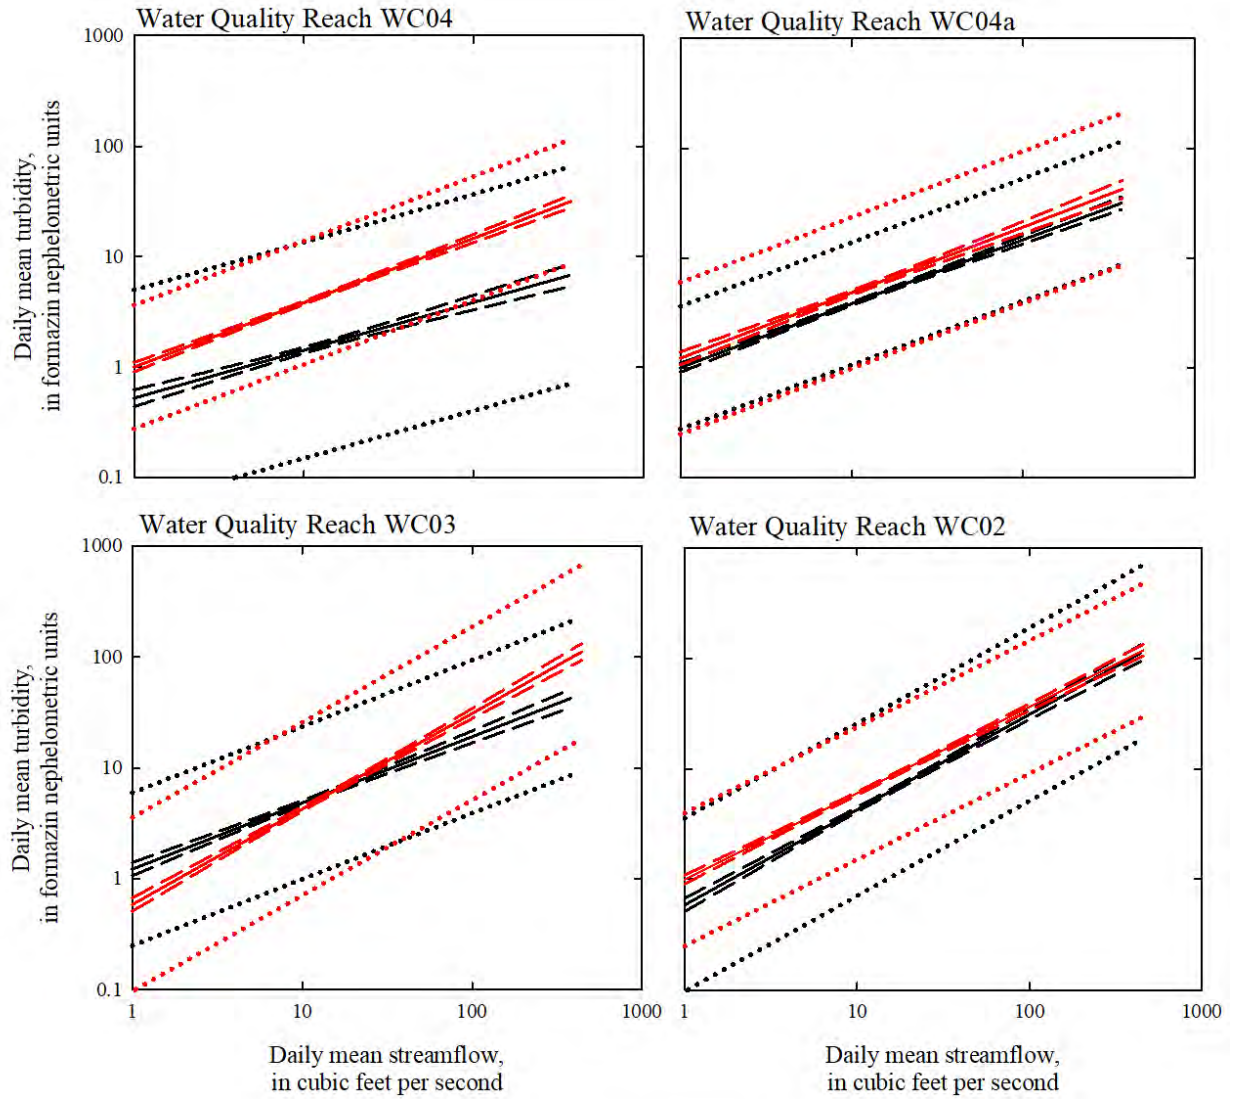 Water Quality Reach WC04
Water Quality Reach WC04a
1000
100
10
1
0.1
Daily mean turbidity,
in formazin nephelometric units
Water Quality Reach WC03
Water Quality Reach WC02
1000
100
10
1
0.1
Daily mean turbidity,
in formazin nephelometric units
1 10 100 1000
1 10 100 1000
Daily mean streamflow,
in cubic feet per second
Daily mean streamflow,
in cubic feet per second